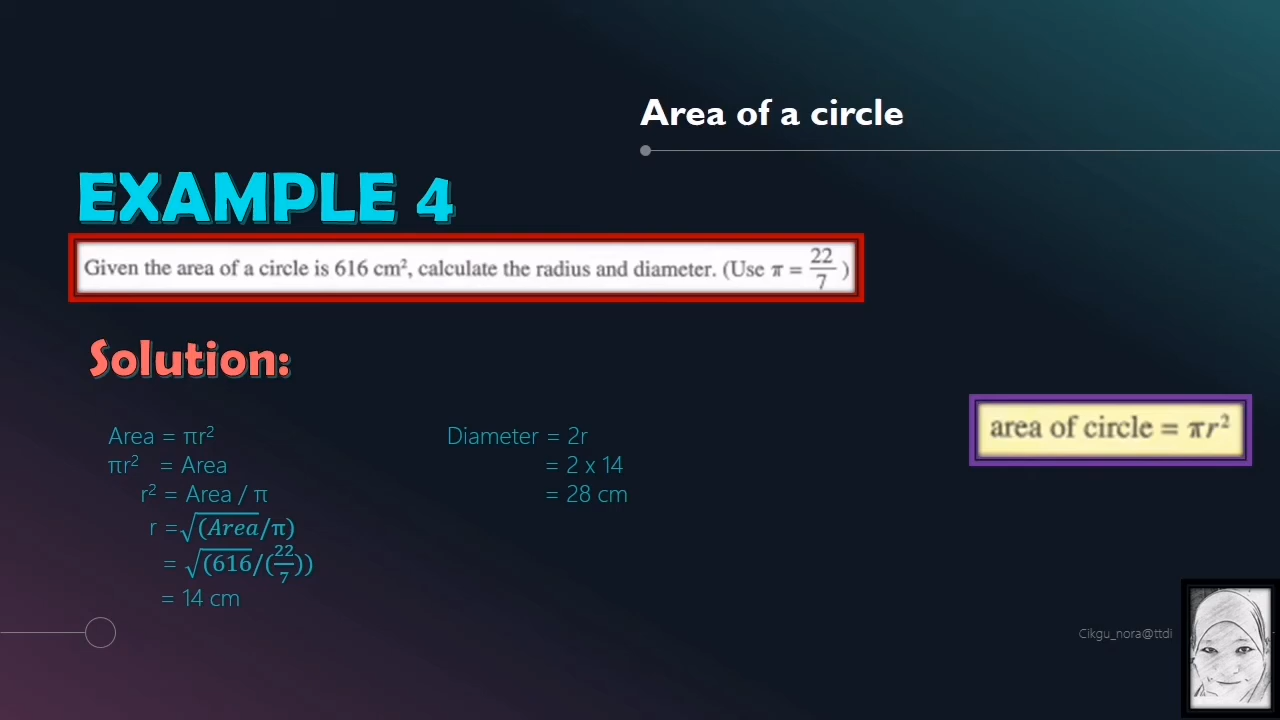 Area of a circle
EXAMPLE 4
Given the area of a circle is 616 cm², calculate the radius and diameter. (Use π = 22/7)
Solution:
Area = πr²
πr² = Area
r² = Area / π
r =√(Area/π)
= √(616/(22/7))
= 14 cm
Diameter = 2r
= 2 x 14
= 28 cm
area of circle = πr²
Cikgu_nora@ttdi